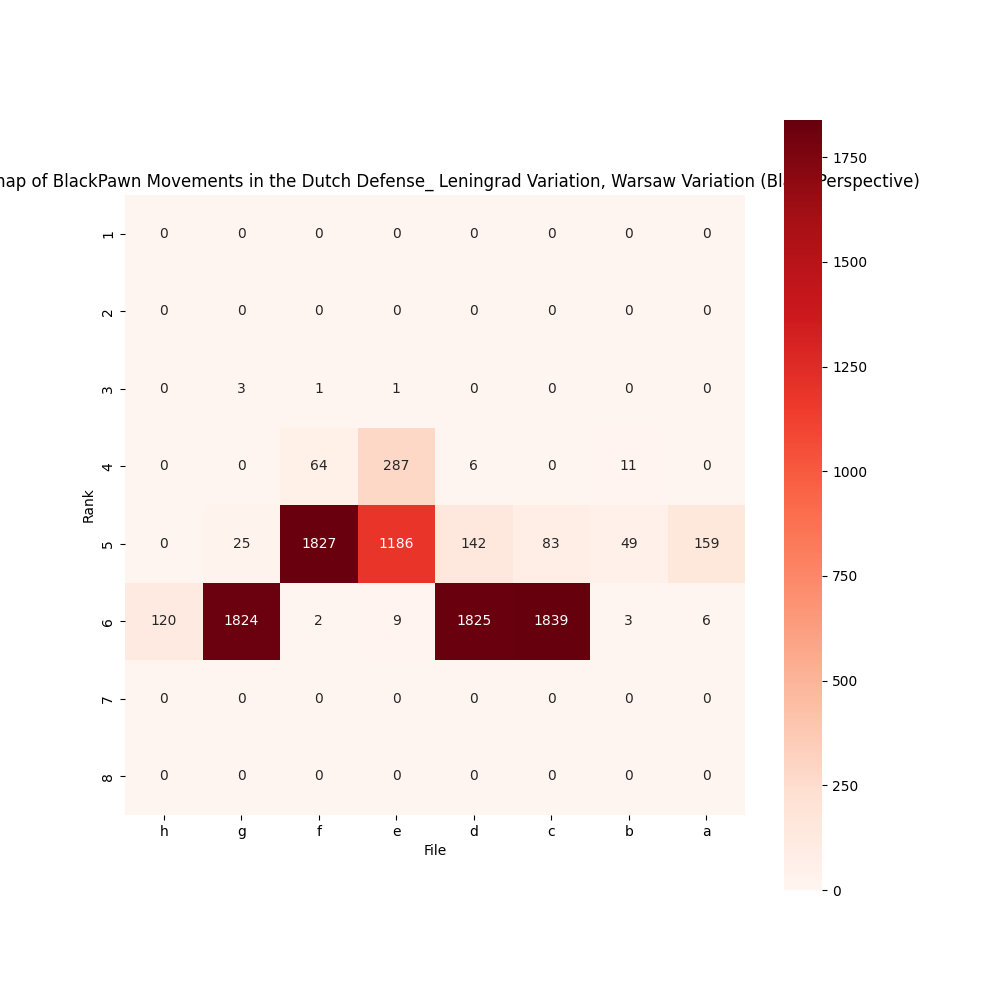 map of BlackPawn Movements in the Dutch Defense_ Leningrad Variation, Warsaw Variation (Bl Perspective)
1 0 0 0 0 0 0 0 0
2 0 0 0 0 0 0 0 0
3 0 3 1 1 0 0 0 0
4 0 0 64 287 6 0 11 0
5 0 25 1827 1186 142 83 49 159
6 120 1824 2 9 1825 1839 3 6
7 0 0 0 0 0 0 0 0
8 0 0 0 0 0 0 0 0
h g f e d c b a
File
Rank
1750
1500
1250
1000
750
500
250
0